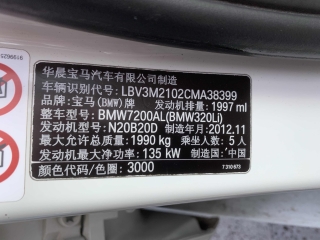 华晨宝马汽车有限公司制造
车辆识别代号: LBV3M2102CMA38399
品牌: 宝马(BMW)牌 发动机排量: 1997 ml
整车型号: BMW7200AL(BMW320Li)
发动机型号: N20B20D 制造年月: 2012.11
最大允许总质量: 1990 kg 乘坐人数: 5 人
发动机最大净功率: 135 kW 制造国: 中国
颜色代码/色圈: 3000
7 310 673